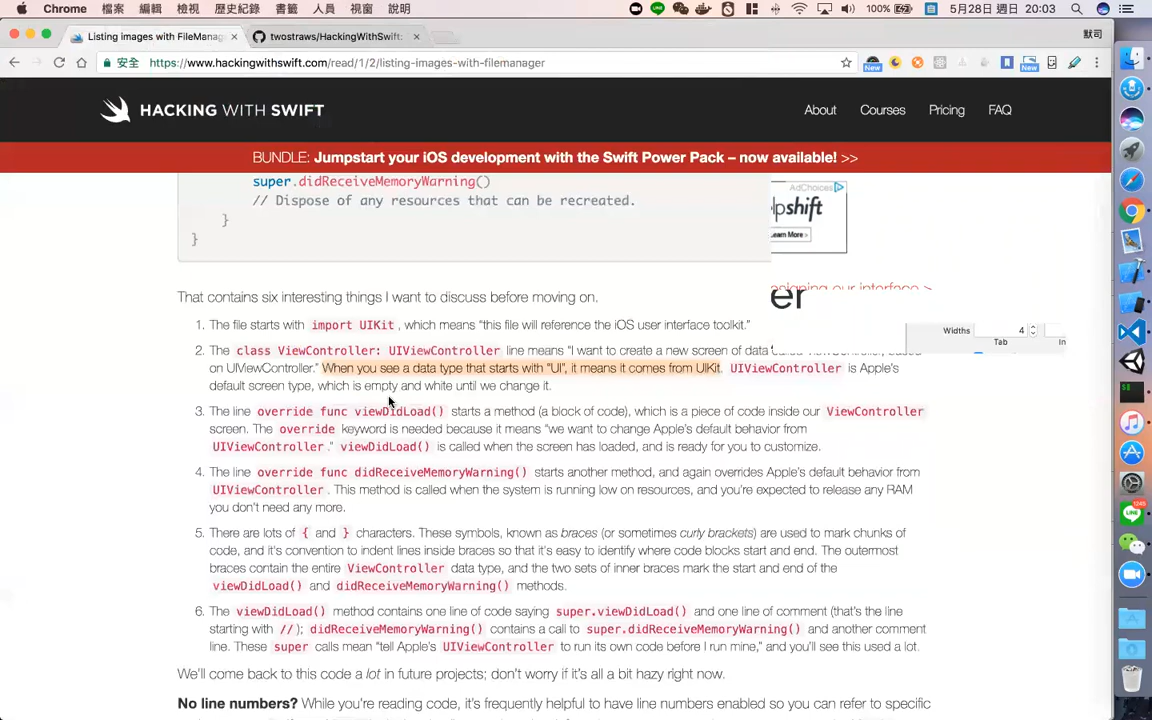 Chrome 檔案 編輯 檢視 歷史紀錄 書籤 人員 視窗 說明 100% 5月28日 週日 20:03
Listing images with FileManag × twostraws/HackingWithSwift: × 默司
安全 https://www.hackingwithswift.com/read/1/2/listing-images-with-filemanager New New
HACKING WITH SWIFT About Courses Pricing FAQ
BUNDLE: Jumpstart your iOS development with the Swift Power Pack – now available! >>
super.didReceiveMemoryWarning()
AdChoices
// Dispose of any resources that can be recreated.
pshift
}
earn More >
}
That contains six interesting things I want to discuss before moving on.
er
1. The file starts with import UIKit, which means “this file will reference the iOS user interface toolkit.”
Widths 4
Tab In
2. The class ViewController: UIViewController line means “I want to create a new screen of data
on UIViewController.” When you see a data type that starts with “UI”, it means it comes from UIKit. UIViewController is Apple's
default screen type, which is empty and white until we change it.
3. The line override func viewDidLoad() starts a method (a block of code), which is a piece of code inside our ViewController
screen. The override keyword is needed because it means “we want to change Apple's default behavior from
UIViewController.” viewDidLoad() is called when the screen has loaded, and is ready for you to customize.
4. The line override func didReceiveMemoryWarning() starts another method, and again overrides Apple's default behavior from
UIViewController. This method is called when the system is running low on resources, and you're expected to release any RAM
you don't need any more.
5. There are lots of { and } characters. These symbols, known as braces (or sometimes curly brackets) are used to mark chunks of
code, and it's convention to indent lines inside braces so that it's easy to identify where code blocks start and end. The outermost
braces contain the entire ViewController data type, and the two sets of inner braces mark the start and end of the
viewDidLoad() and didReceiveMemoryWarning() methods.
6. The viewDidLoad() method contains one line of code saying super.viewDidLoad() and one line of comment (that's the line
starting with //); didReceiveMemoryWarning() contains a call to super.didReceiveMemoryWarning() and another comment
line. These super calls mean “tell Apple's UIViewController to run its own code before I run mine,” and you'll see this used a lot.
We'll come back to this code a lot in future projects; don't worry if it's all a bit hazy right now.
No line numbers? While you're reading code, it's frequently helpful to have line numbers enabled so you can refer to specific